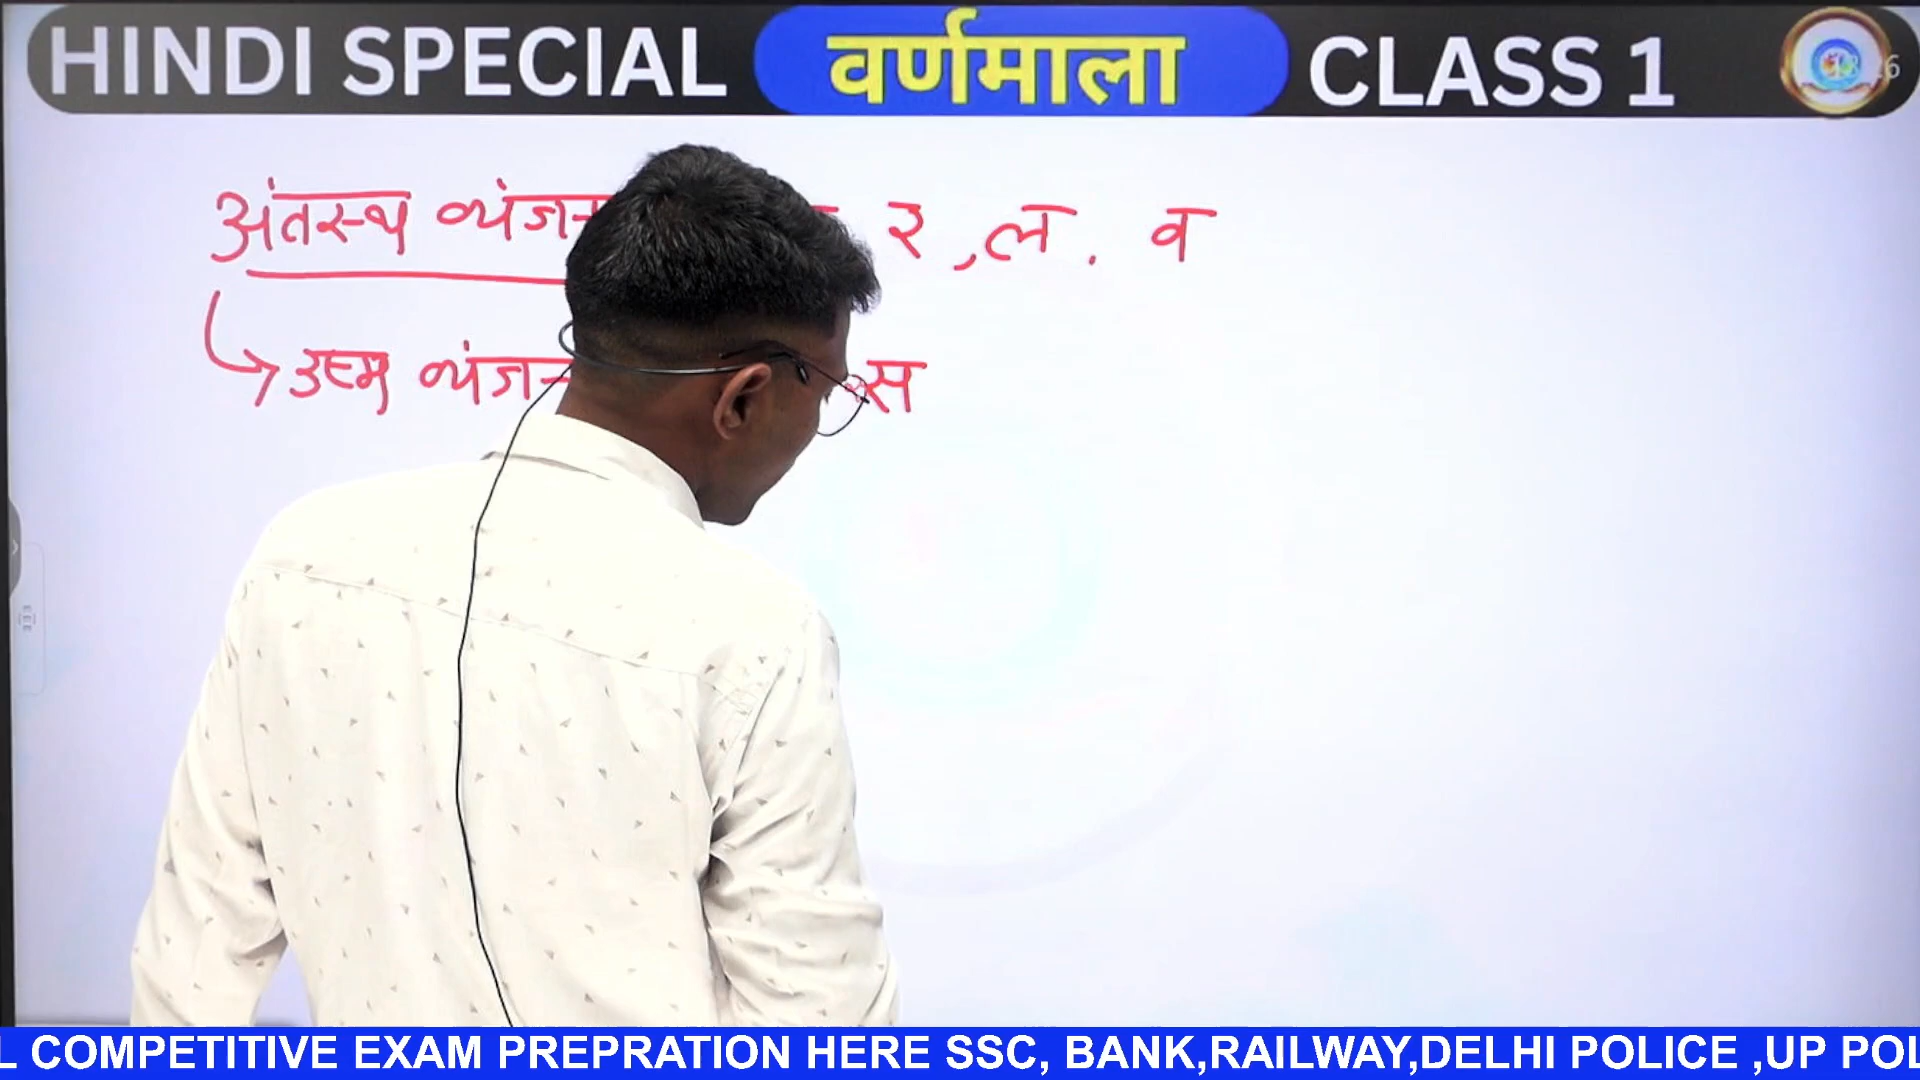 HINDI SPECIAL वर्णमाला CLASS 1
अंतस्थ व्यंजन र ,ल . व
उष्म व्यंजन स
L COMPETITIVE EXAM PREPRATION HERE SSC, BANK,RAILWAY,DELHI POLICE ,UP POL